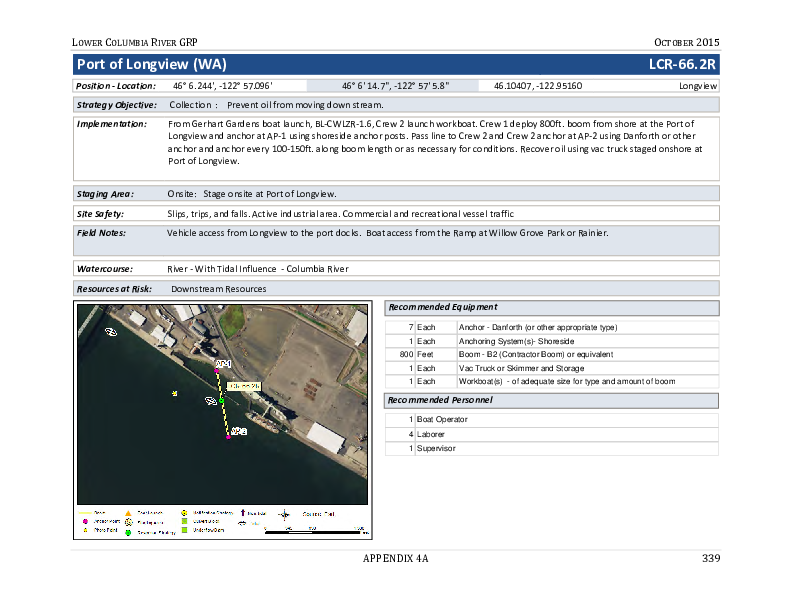 LOWER COLUMBIA RIVER GRP OCTOBER 2015
Port of Longview (WA) LCR-66.2R
Position - Location: 46° 6.244', -122° 57.096' 46° 6' 14.7", -122° 57' 5.8" 46.10407, -122.95160 Longview
Strategy Objective: Collection : Prevent oil from moving down stream.
Implementation: From Gerhart Gardens boat launch, BL-CWLZR-1.6, Crew 2 launch workboat. Crew 1 deploy 800ft. boom from shore at the Port of
Longview and anchor at AP-1 using shoreside anchor posts. Pass line to Crew 2 and Crew 2 anchor at AP-2 using Danforth or other
anchor and anchor every 100-150ft. along boom length or as necessary for conditions. Recover oil using vac truck staged onshore at
Port of Longview.
Staging Area: Onsite: Stage onsite at Port of Longview.
Site Safety: Slips, trips, and falls. Active industrial area. Commercial and recreational vessel traffic
Field Notes: Vehicle access from Longview to the port docks. Boat access from the Ramp at Willow Grove Park or Rainier.
Watercourse: River - With Tidal Influence - Columbia River
Resources at Risk: Downstream Resources
Recommended Equipment
7 Each Anchor - Danforth (or other appropriate type)
1 Each Anchoring System(s)- Shoreside
800 Feet Boom - B2 (Contractor Boom) or equivalent
1 Each Vac Truck or Skimmer and Storage
1 Each Workboat(s) - of adequate size for type and amount of boom
Recommended Personnel
1 Boat Operator
4 Laborer
1 Supervisor
AP-1
AP-2
Anchor Point
Photo Point
APPENDIX 4A 339